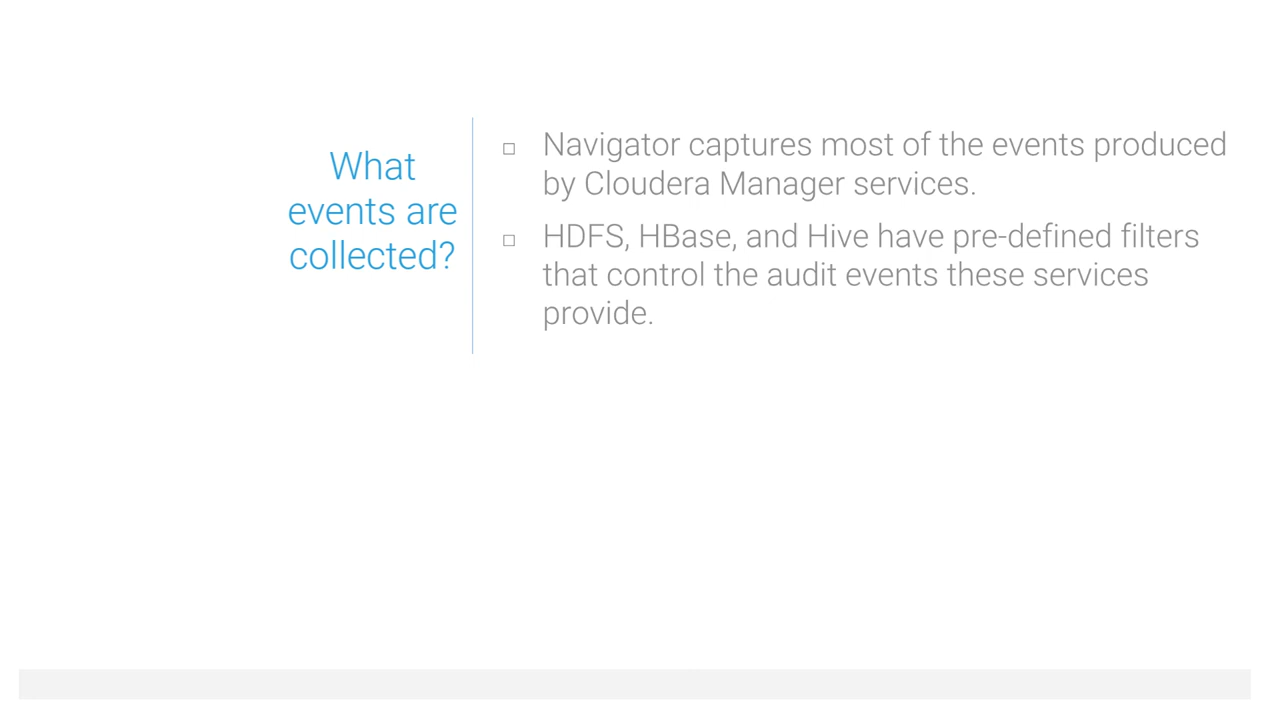 What
events are
collected?
□ Navigator captures most of the events produced
by Cloudera Manager services.
□ HDFS, HBase, and Hive have pre-defined filters
that control the audit events these services
provide.